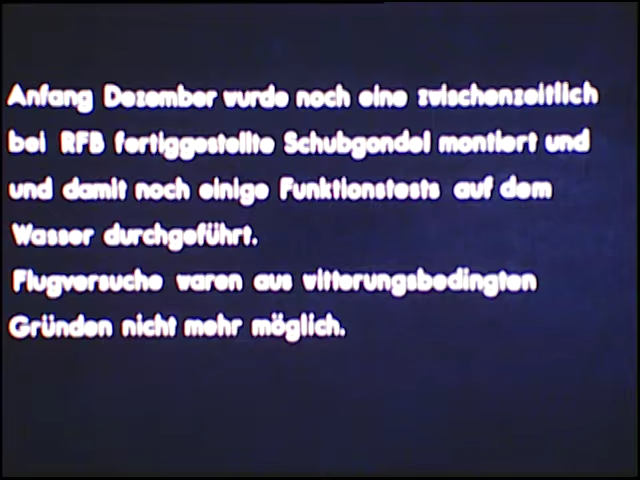 Anfang Dezember wurde noch eine zwischenzeitlich
bei RFB fertiggestellte Schubgondel montiert und
und damit noch einige Funktionstests auf dem
Wasser durchgeführt.
Flugversuche waren aus witterungsbedingten
Gründen nicht mehr möglich.